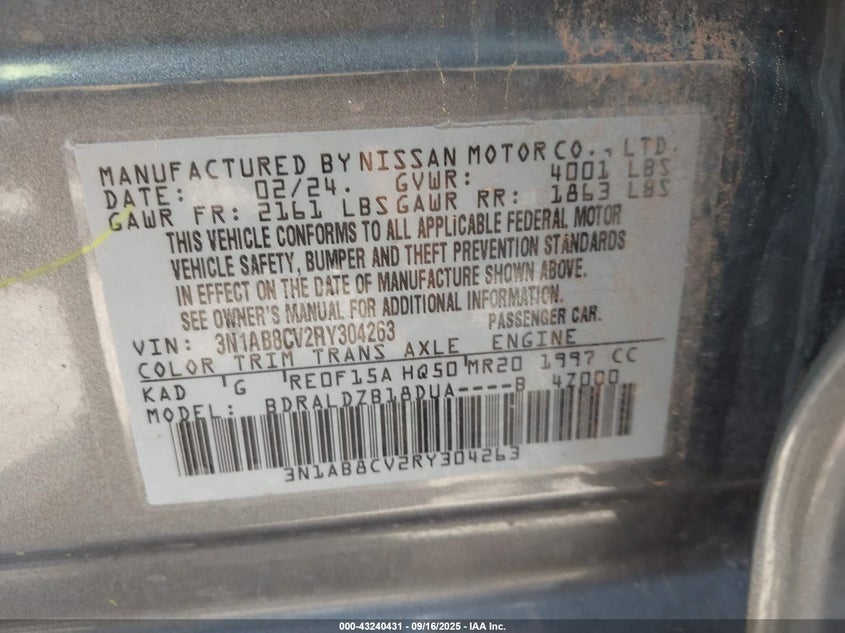 MANUFACTURED BY NISSAN MOTOR CO., LTD.
DATE: 02/24. GVWR: 4001 LBS
GAWR FR: 2161 LBS GAWR RR: 1863 LBS
THIS VEHICLE CONFORMS TO ALL APPLICABLE FEDERAL MOTOR
VEHICLE SAFETY, BUMPER AND THEFT PREVENTION STANDARDS
IN EFFECT ON THE DATE OF MANUFACTURE SHOWN ABOVE.
SEE OWNER'S MANUAL FOR ADDITIONAL INFORMATION.
VIN: 3N1AB8CV2RY304263 PASSENGER CAR.
COLOR TRIM TRANS AXLE ENGINE
KAD G RE0F15A HQ50 MR20 1997 CC
MODEL: BDRALDZB18DUA----B 4Z000
3N1AB8CV2RY304263
000-43240431 - 09/16/2025 - IAA Inc.